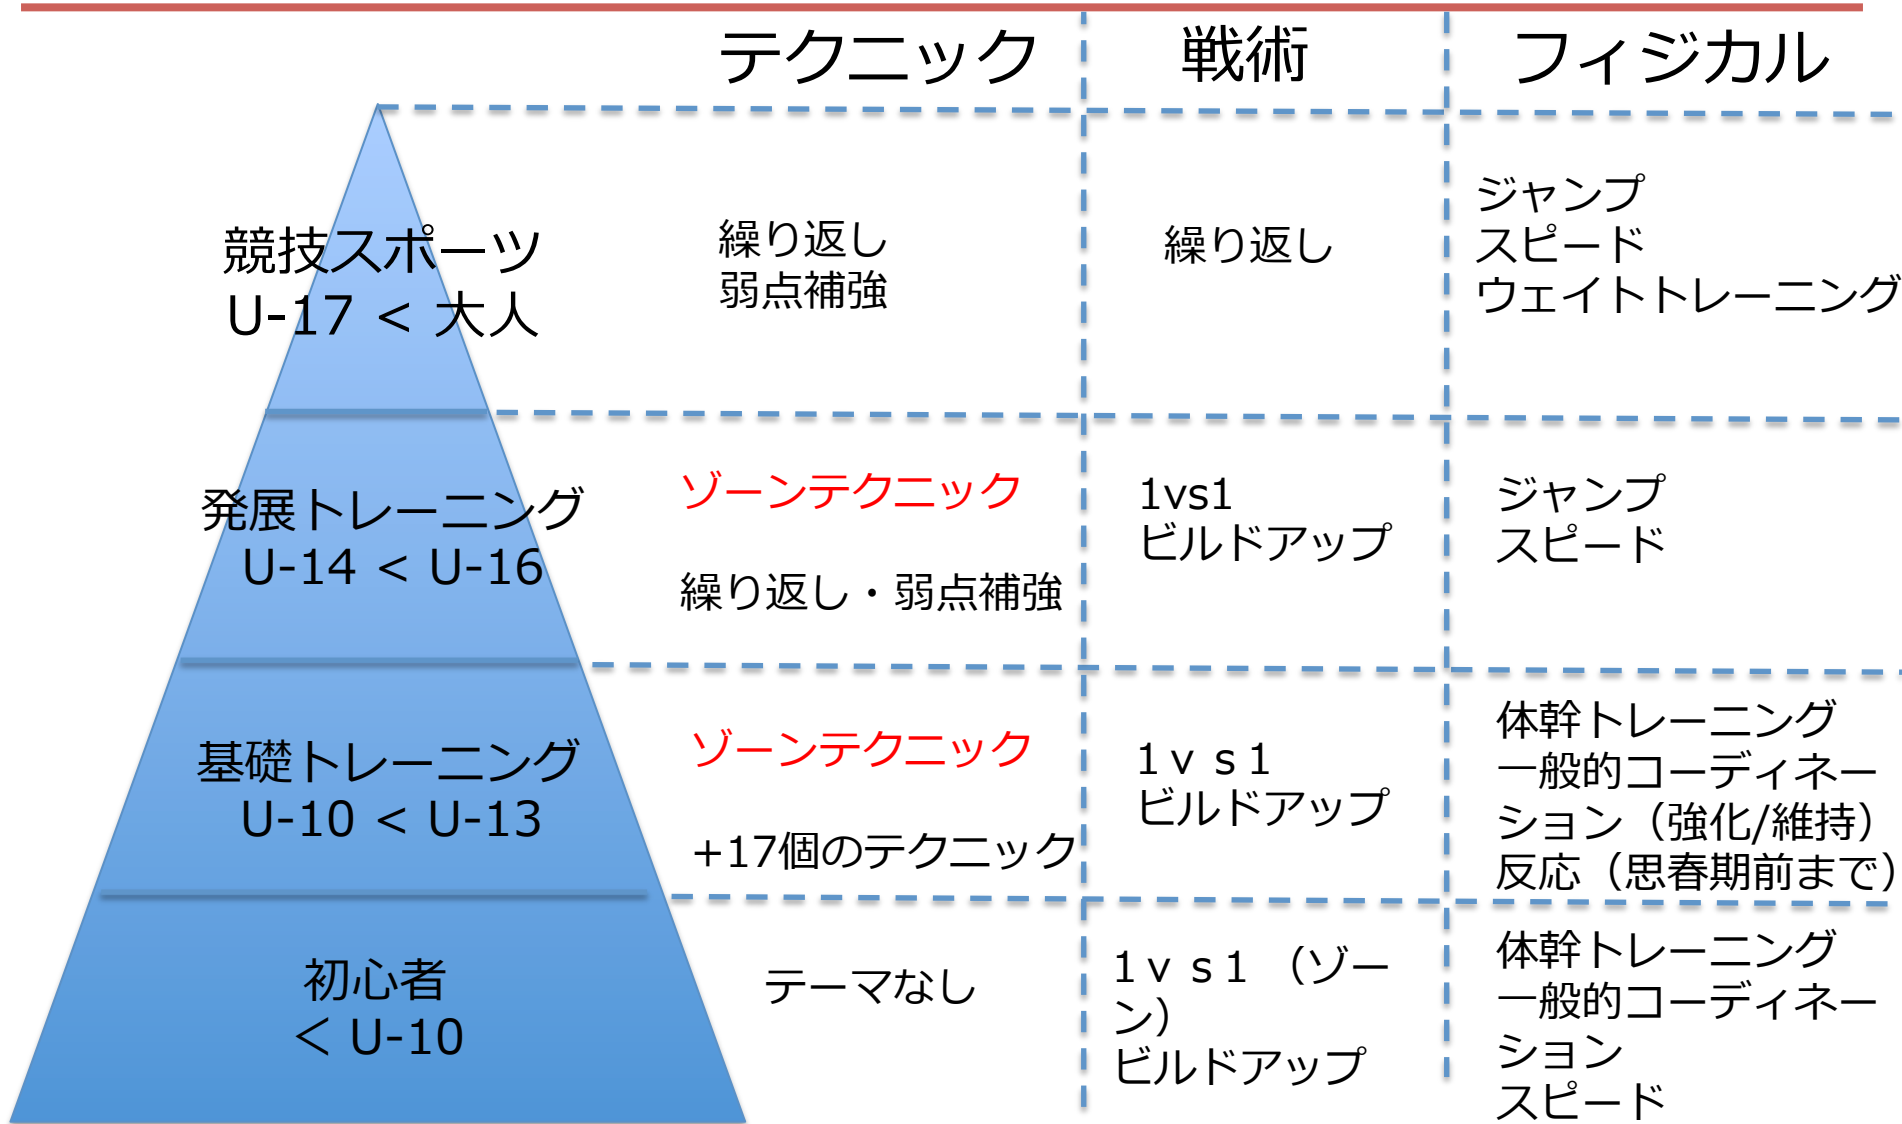 テクニック
戦術
フィジカル
競技スポーツ
U-17 < 大人
繰り返し
弱点補強
繰り返し
ジャンプ
スピード
ウェイトトレーニング
発展トレーニング
U-14 < U-16
ゾーンテクニック
繰り返し・弱点補強
1vs1
ビルドアップ
ジャンプ
スピード
基礎トレーニング
U-10 < U-13
ゾーンテクニック
+17個のテクニック
1ｖｓ1
ビルドアップ
体幹トレーニング
一般的コーディネー
ション（強化/維持）
反応（思春期前まで）
初心者
＜ U-10
テーマなし
1ｖｓ1 （ゾー
ン）
ビルドアップ
体幹トレーニング
一般的コーディネー
ション
スピード